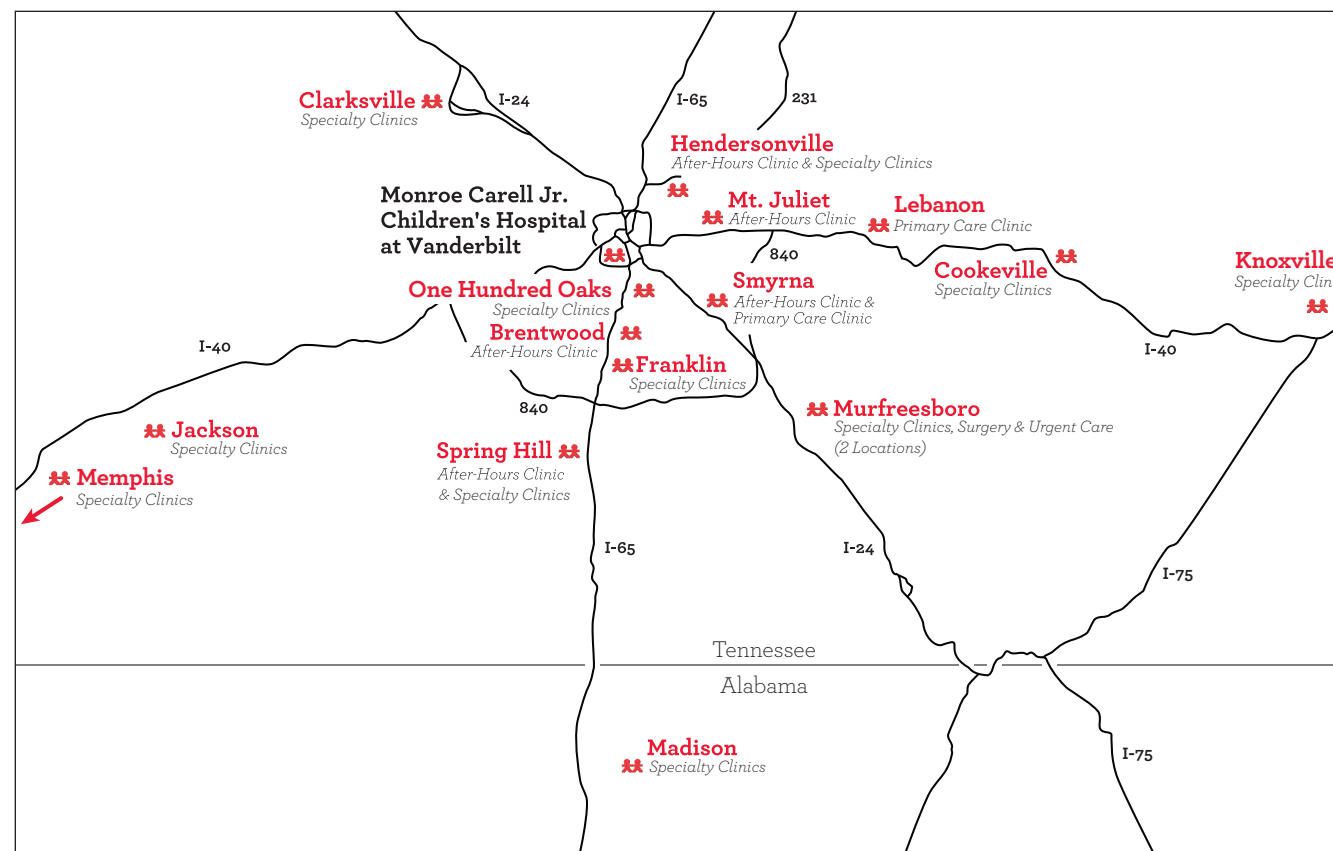 Clarksville
Specialty Clinics
I-24
I-65
231
Hendersonville
After-Hours Clinic & Specialty Clinics
Monroe Carell Jr.
Children's Hospital
at Vanderbilt
Mt. Juliet
After-Hours Clinic
Lebanon
Primary Care Clinic
840
Cookeville
Specialty Clinics
Knoxville
Specialty Clin
One Hundred Oaks
Specialty Clinics
Smyrna
After-Hours Clinic &
Primary Care Clinic
Brentwood
After-Hours Clinic
I-40
I-40
Franklin
Specialty Clinics
840
Murfreesboro
Specialty Clinics, Surgery & Urgent Care
(2 Locations)
Jackson
Specialty Clinics
Spring Hill
After-Hours Clinic
& Specialty Clinics
Memphis
Specialty Clinics
I-65
I-24
I-75
Tennessee
Alabama
Madison
Specialty Clinics
I-75